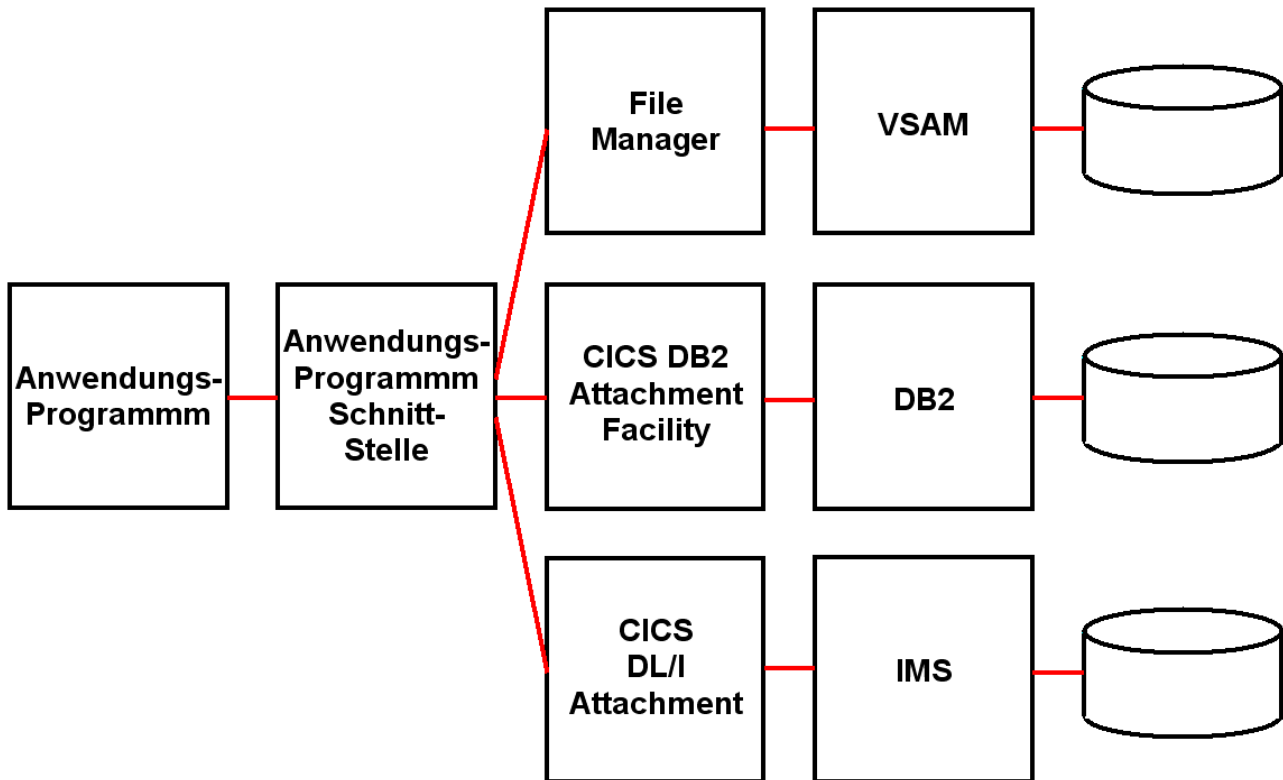 File
Manager
VSAM
Anwendungs-
Programmm
Anwendungs-
Programmm
Schnitt-
Stelle
CICS DB2
Attachment
Facility
DB2
CICS
DL/I
Attachment
IMS